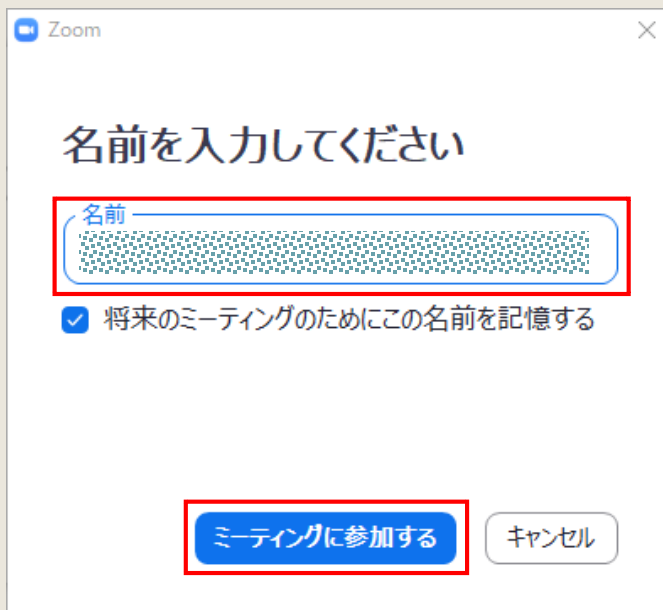 Zoom
名前を入力してください
名前
将来のミーティングのためにこの名前を記憶する
ミーティングに参加する
キャンセル